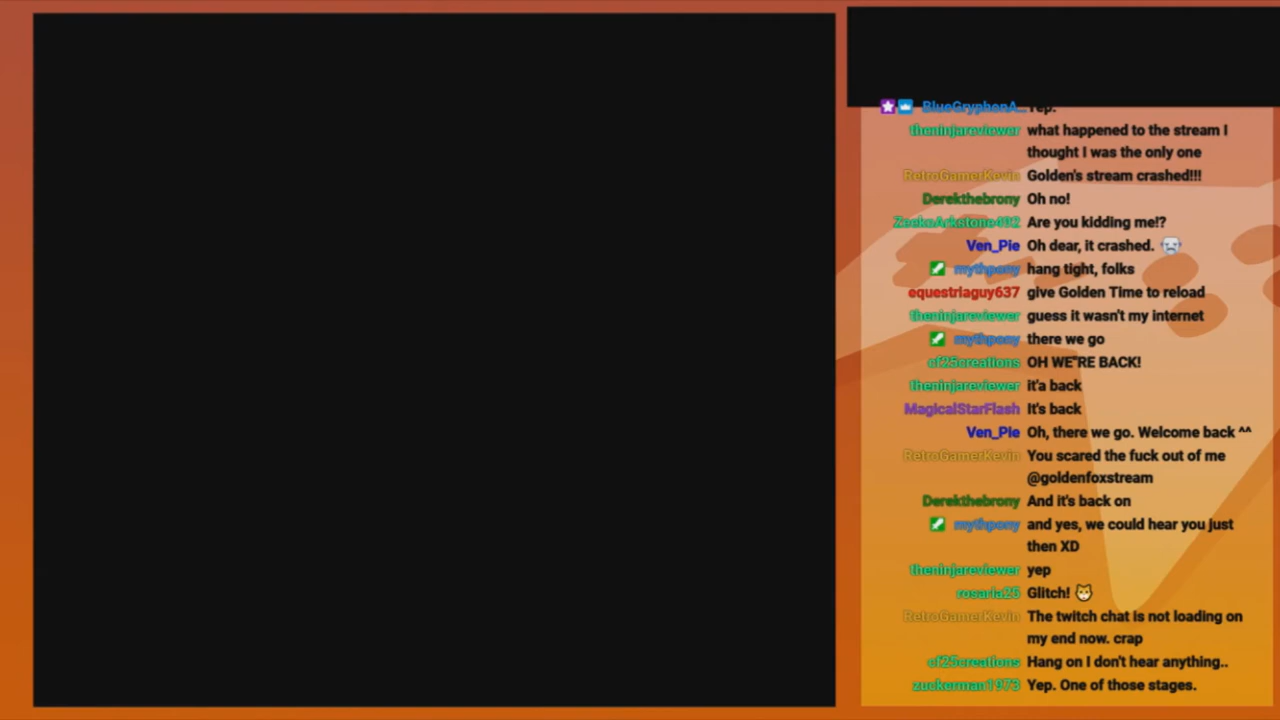 BlueGryphonA... Yep.
theninjareviewer what happened to the stream I
thought I was the only one
RetroGamerKevin Golden's stream crashed!!!
Derekthebrony Oh no!
ZeekeArkstone492 Are you kidding me!?
Ven_Pie Oh dear, it crashed.
mythpony hang tight, folks
equestriaguy637 give Golden Time to reload
theninjareviewer guess it wasn't my internet
mythpony there we go
cf25creations OH WE"RE BACK!
theninjareviewer it'a back
MagicalStarFlash It's back
Ven_Pie Oh, there we go. Welcome back ^^
RetroGamerKevin You scared the fuck out of me
@goldenfoxstream
Derekthebrony And it's back on
mythpony and yes, we could hear you just
then XD
theninjareviewer yep
rosaria25 Glitch!
RetroGamerKevin The twitch chat is not loading on
my end now. crap
cf25creations Hang on I don't hear anything..
zuckerman1973 Yep. One of those stages.